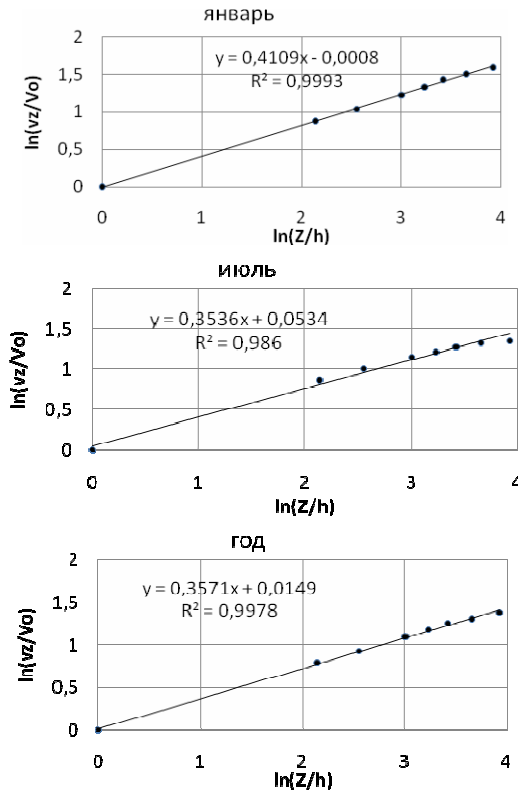 январь
2
1,5
1
0,5
0
ln(vz/Vo)
y = 0,4109x - 0,0008
R² = 0,9993
0 1 2 3 4
ln(Z/h)
июль
2
1,5
1
0,5
0
ln(vz/Vo)
y = 0,3536x + 0,0534
R² = 0,986
0 1 2 3 4
ln(Z/h)
год
2
1,5
1
0,5
0
ln(vz/Vo)
y = 0,3571x + 0,0149
R² = 0,9978
0 1 2 3 4
ln(Z/h)